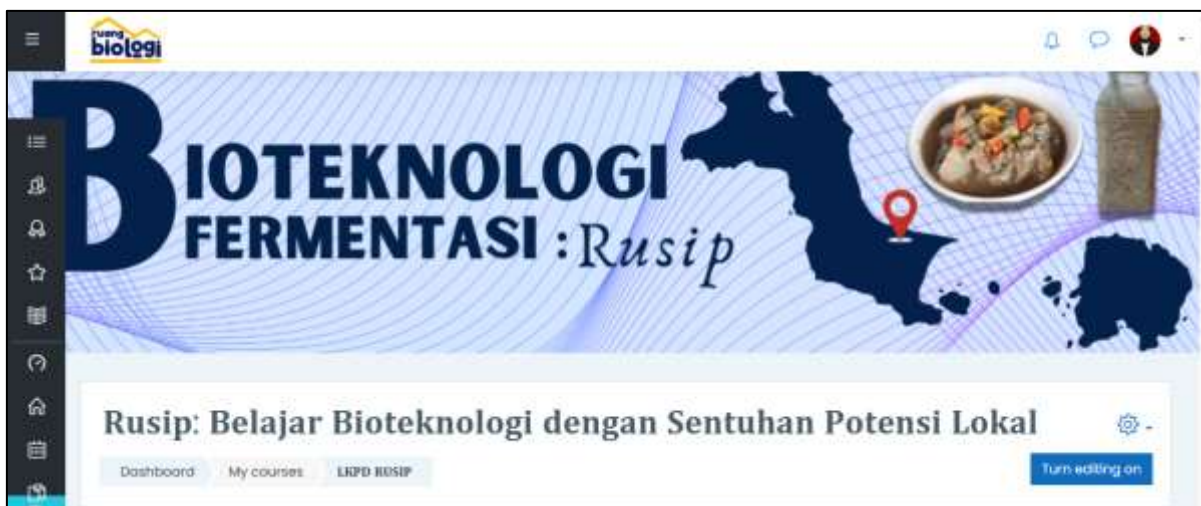 ruang
biologi
BIOTEKNOLOGI
FERMENTASI : Rusip
Rusip: Belajar Bioteknologi dengan Sentuhan Potensi Lokal
Dashboard My courses LKPD RUSIP
Turn editing on